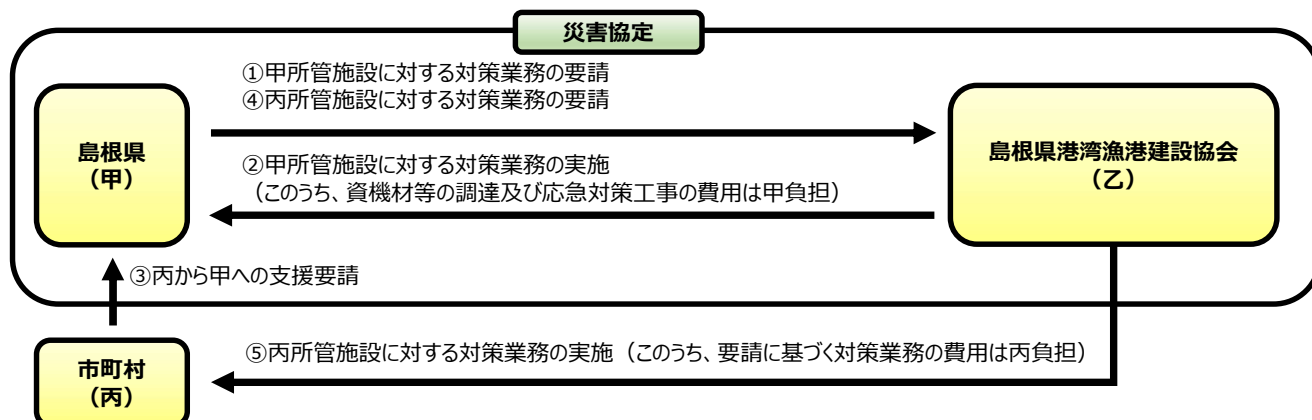 災害協定
①甲所管施設に対する対策業務の要請
④丙所管施設に対する対策業務の要請
島根県
（甲）
島根県港湾漁港建設協会
（乙）
②甲所管施設に対する対策業務の実施
（このうち、資機材等の調達及び応急対策工事の費用は甲負担）
③丙から甲への支援要請
市町村
（丙）
⑤丙所管施設に対する対策業務の実施（このうち、要請に基づく対策業務の費用は丙負担）